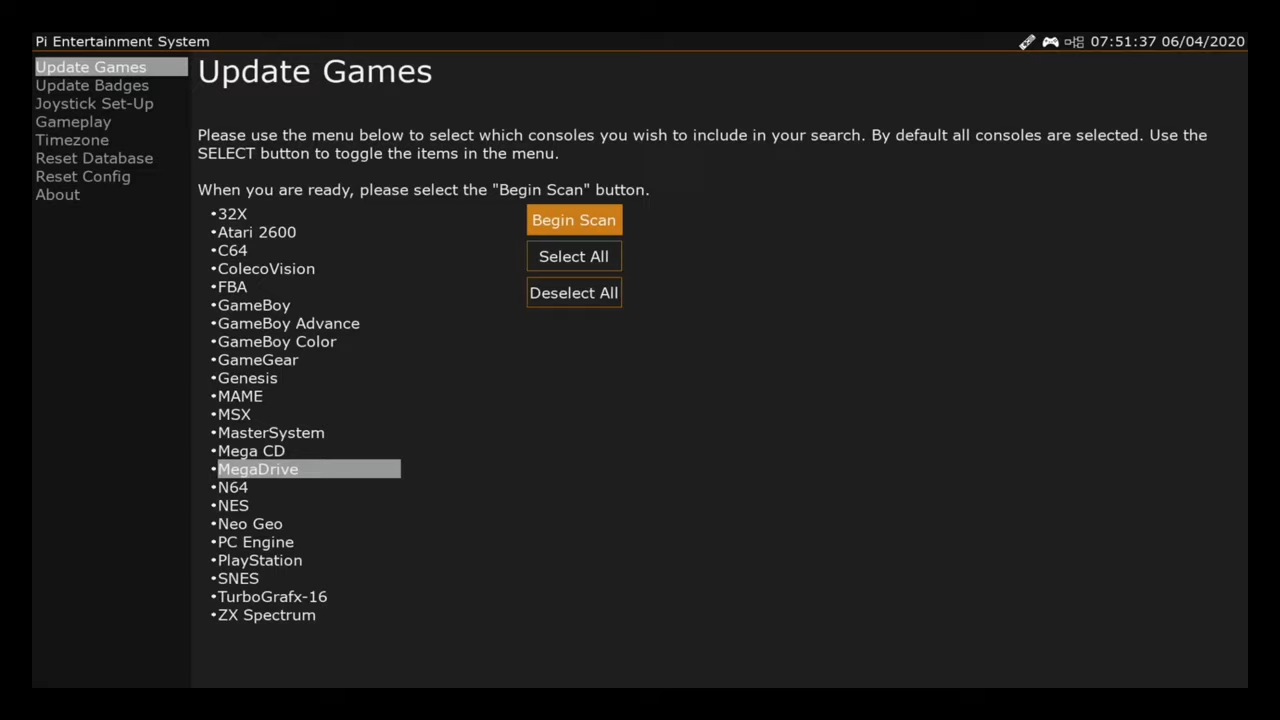 Pi Entertainment System
07:51:37 06/04/2020
Update Games
Update Badges
Joystick Set-Up
Gameplay
Timezone
Reset Database
Reset Config
About
Update Games
Please use the menu below to select which consoles you wish to include in your search. By default all consoles are selected. Use the
SELECT button to toggle the items in the menu.
When you are ready, please select the "Begin Scan" button.
•32X
•Atari 2600
•C64
•ColecoVision
•FBA
•GameBoy
•GameBoy Advance
•GameBoy Color
•GameGear
•Genesis
•MAME
•MSX
•MasterSystem
•Mega CD
•MegaDrive
•N64
•NES
•Neo Geo
•PC Engine
•PlayStation
•SNES
•TurboGrafx-16
•ZX Spectrum
Begin Scan
Select All
Deselect All